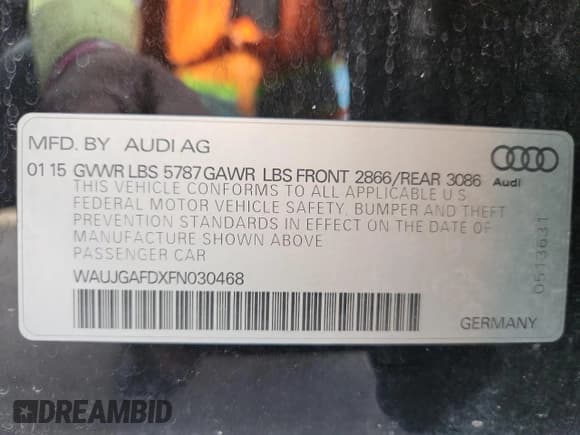 MFD. BY AUDI AG
01 15 GVWR LBS 5787 GAWR LBS FRONT 2866/REAR 3086
THIS VEHICLE CONFORMS TO ALL APPLICABLE U S
FEDERAL MOTOR VEHICLE SAFETY, BUMPER AND THEFT
PREVENTION STANDARDS IN EFFECT ON THE DATE OF
MANUFACTURE SHOWN ABOVE
PASSENGER CAR
WAUJGAFDXFN030468
Audi
0513631
GERMANY
DREAMBID